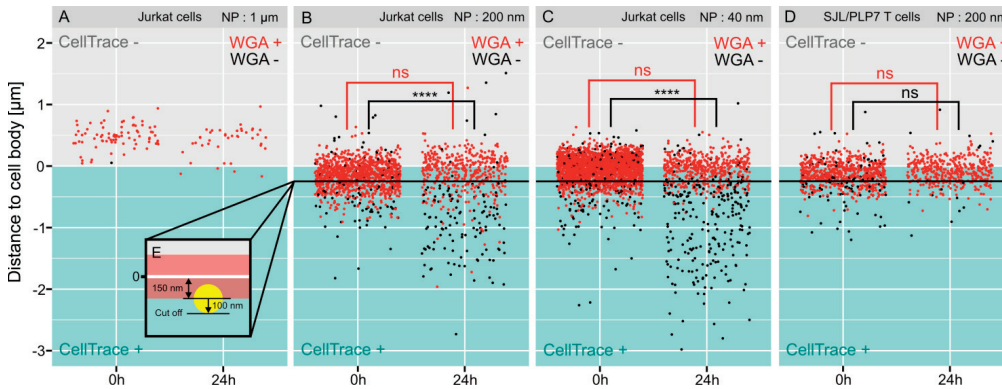 A Jurkat cells NP : 1 µm
B Jurkat cells NP : 200 nm
C Jurkat cells NP : 40 nm
D SJL/PLP7 T cells NP : 200 nm
Distance to cell body [µm]
2
1
0
-1
-2
-3
CellTrace -
WGA +
WGA -
CellTrace +
E
0
150 nm
100 nm
Cut off
0h
24h
CellTrace -
WGA +
WGA -
ns
****
CellTrace +
0h
24h
CellTrace -
WGA +
WGA -
ns
****
CellTrace +
0h
24h
CellTrace -
WGA +
WGA -
ns
ns
CellTrace +
0h
24h